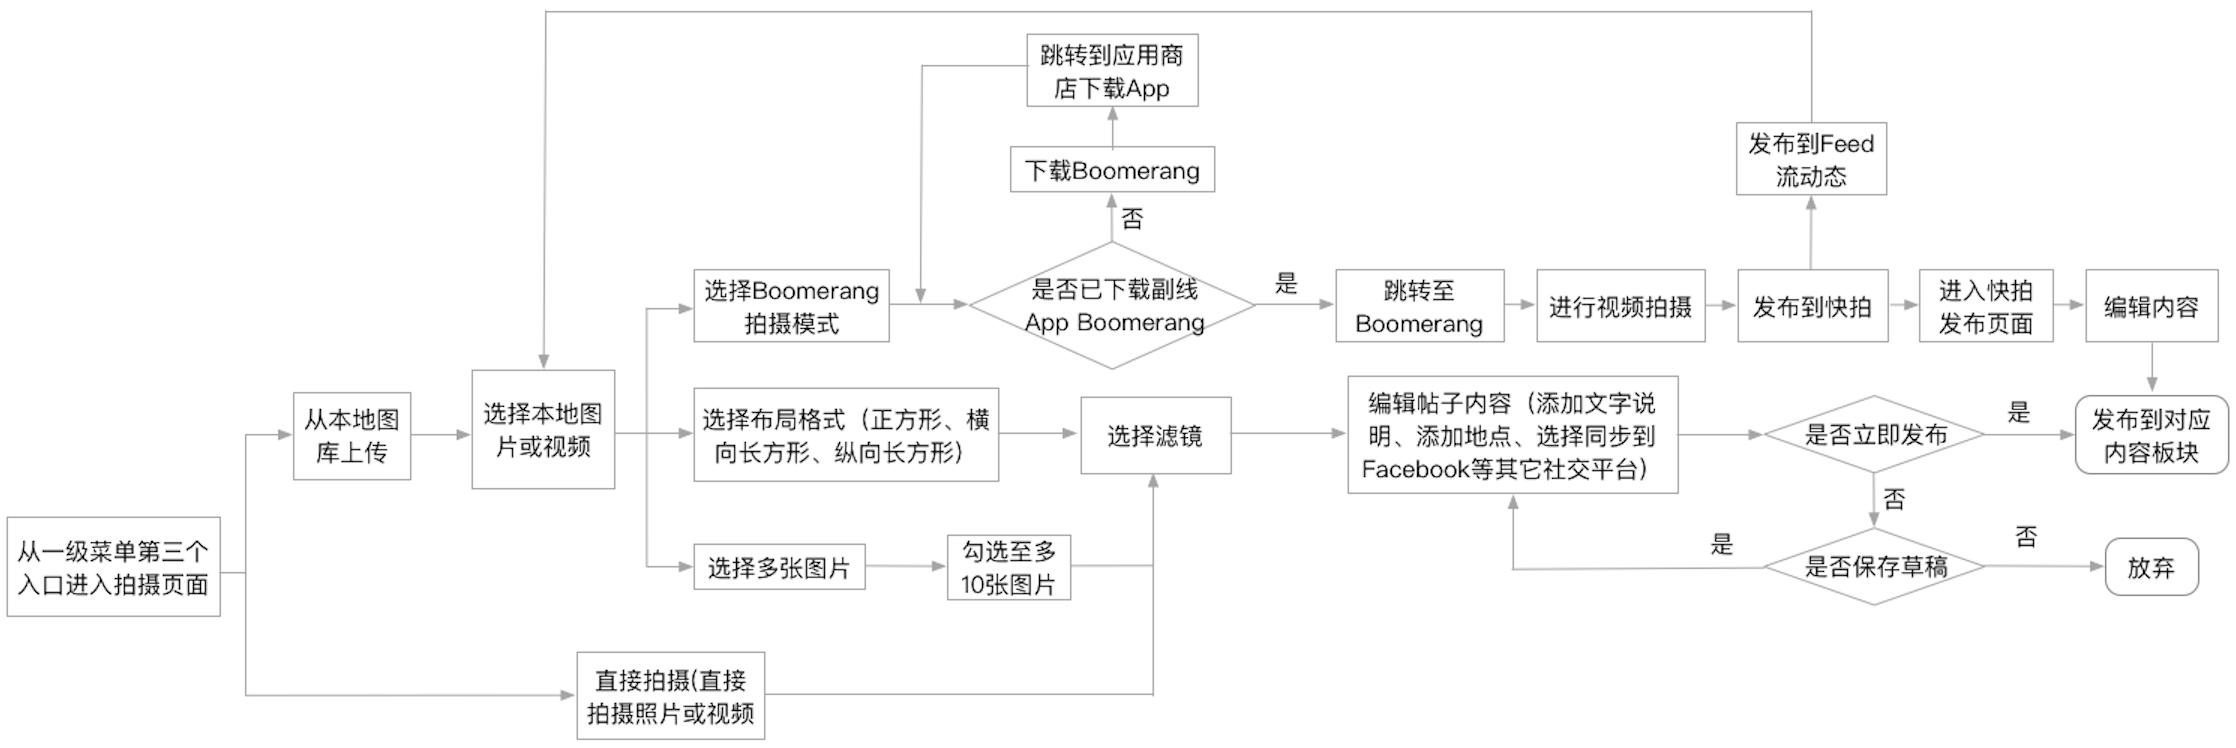 跳转到应用商
店下载App
下载Boomerang
否
发布到Feed
流动态
选择Boomerang
拍摄模式
是否已下载副线
App Boomerang
是
跳转至
Boomerang
进行视频拍摄
发布到快拍
进入快拍
发布页面
编辑内容
从本地图
库上传
选择本地图
片或视频
选择布局格式（正方形、横
向长方形、纵向长方形）
选择滤镜
编辑帖子内容（添加文字说
明、添加地点、选择同步到
Facebook等其它社交平台）
是否立即发布
是
发布到对应
内容板块
否
从一级菜单第三个
入口进入拍摄页面
选择多张图片
勾选至多
10张图片
是
是否保存草稿
否
放弃
直接拍摄(直接
拍摄照片或视频